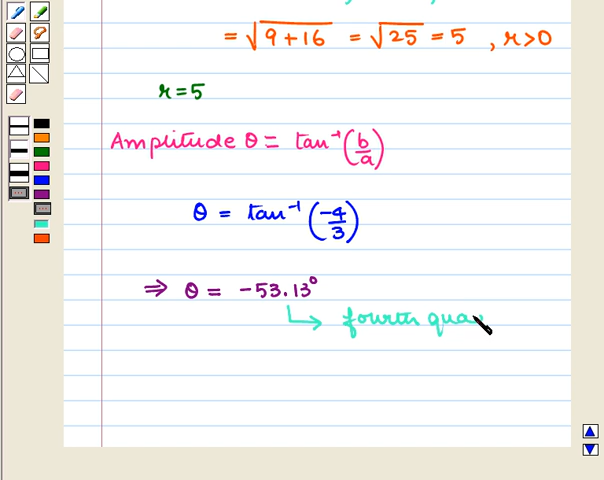 = √9+16 = √25 = 5 , r>0
r=5
Amplitude θ = tan⁻¹(b/a)
θ = tan⁻¹(-4/3)
⇒ θ = -53.13°
↳ fourth qua